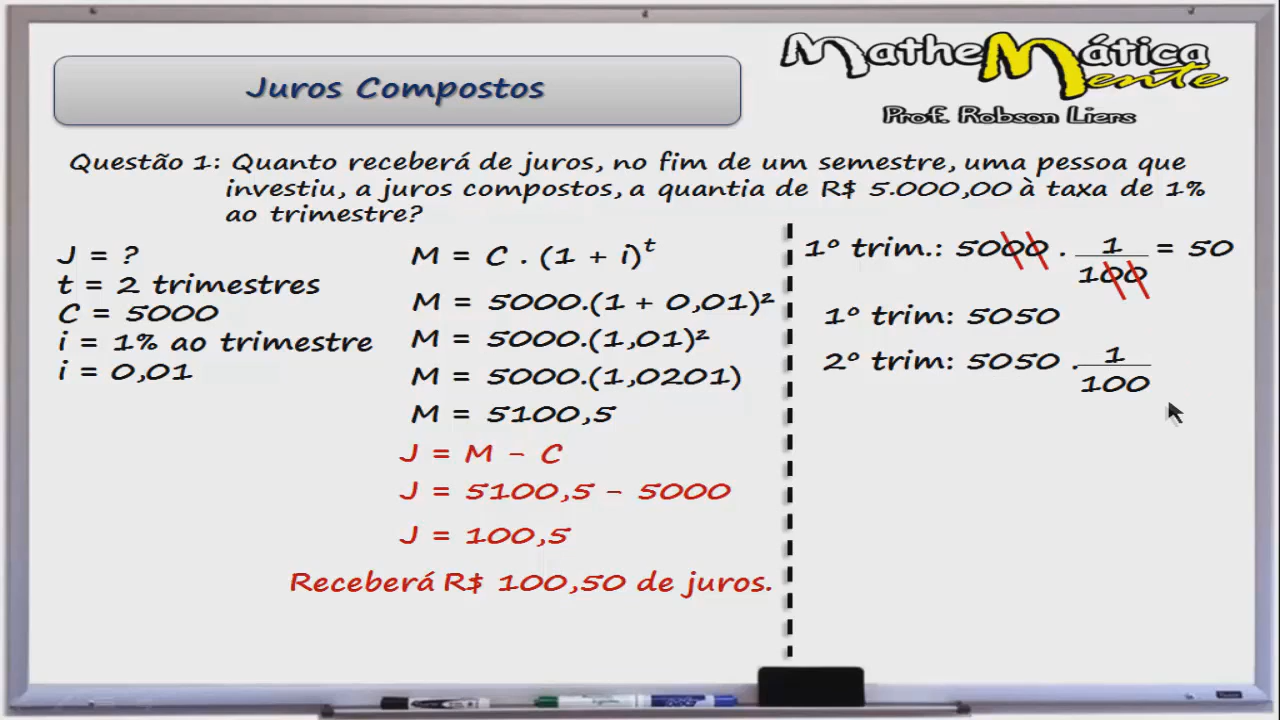 MatheMática
mente
Prof. Robson Liers
Juros Compostos
Questão 1: Quanto receberá de juros, no fim de um semestre, uma pessoa que
investiu, a juros compostos, a quantia de R$ 5.000,00 à taxa de 1%
ao trimestre?
J = ?
t = 2 trimestres
C = 5000
i = 1% ao trimestre
i = 0,01
M = C . (1 + i)ᵗ
M = 5000.(1 + 0,01)²
M = 5000.(1,01)²
M = 5000.(1,0201)
M = 5100,5
J = M - C
J = 5100,5 - 5000
J = 100,5
Receberá R$ 100,50 de juros.
1º trim.: 5000 . 1/100 = 50
1º trim: 5050
2º trim: 5050 . 1/100